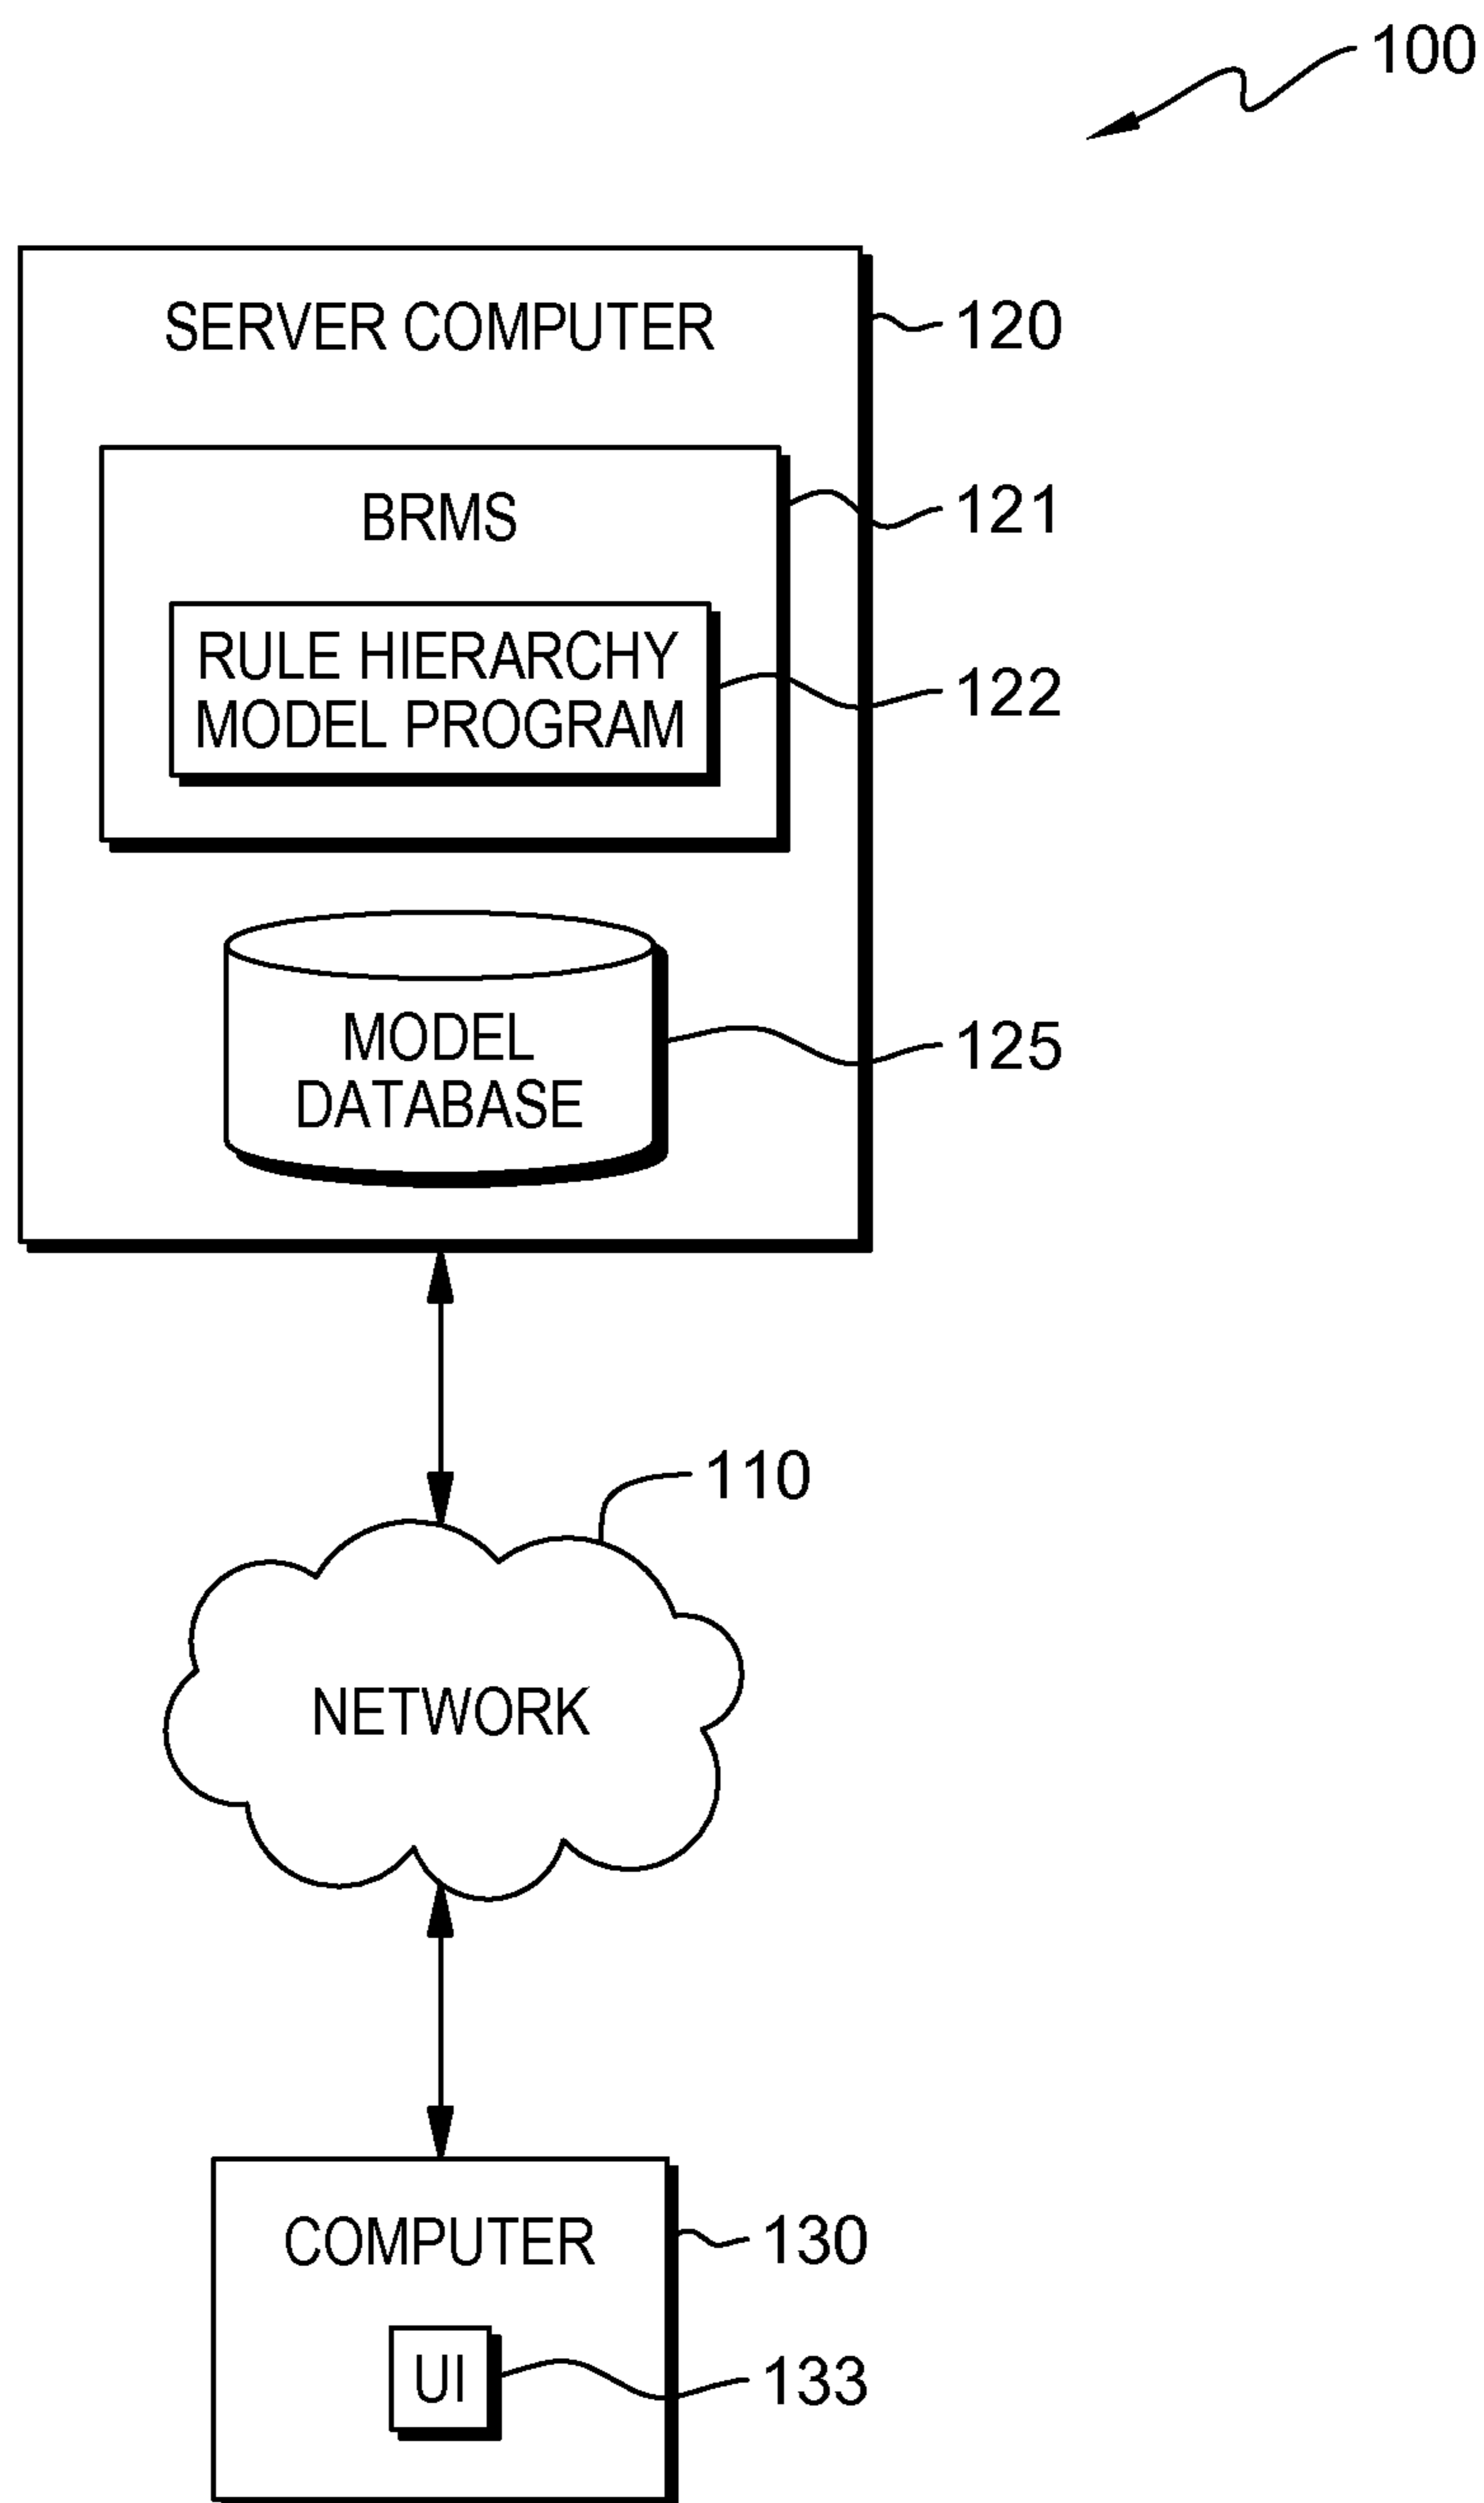 100
SERVER COMPUTER
120
BRMS
121
RULE HIERARCHY
MODEL PROGRAM
122
MODEL
DATABASE
125
110
NETWORK
COMPUTER
130
UI
133